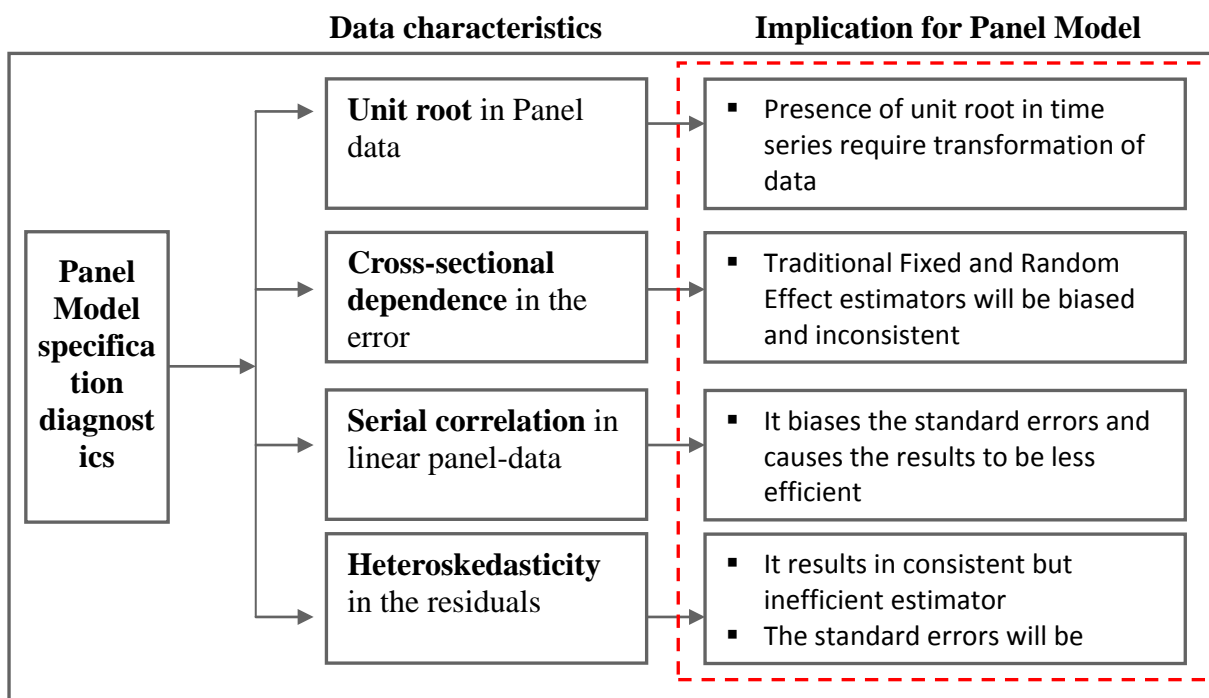 Data characteristics
Implication for Panel Model
Panel
Model
specifica
tion
diagnost
ics
Unit root in Panel
data
▪ Presence of unit root in time
series require transformation of
data
Cross-sectional
dependence in the
error
▪ Traditional Fixed and Random
Effect estimators will be biased
and inconsistent
Serial correlation in
linear panel-data
▪ It biases the standard errors and
causes the results to be less
efficient
Heteroskedasticity
in the residuals
▪ It results in consistent but
inefficient estimator
▪ The standard errors will be